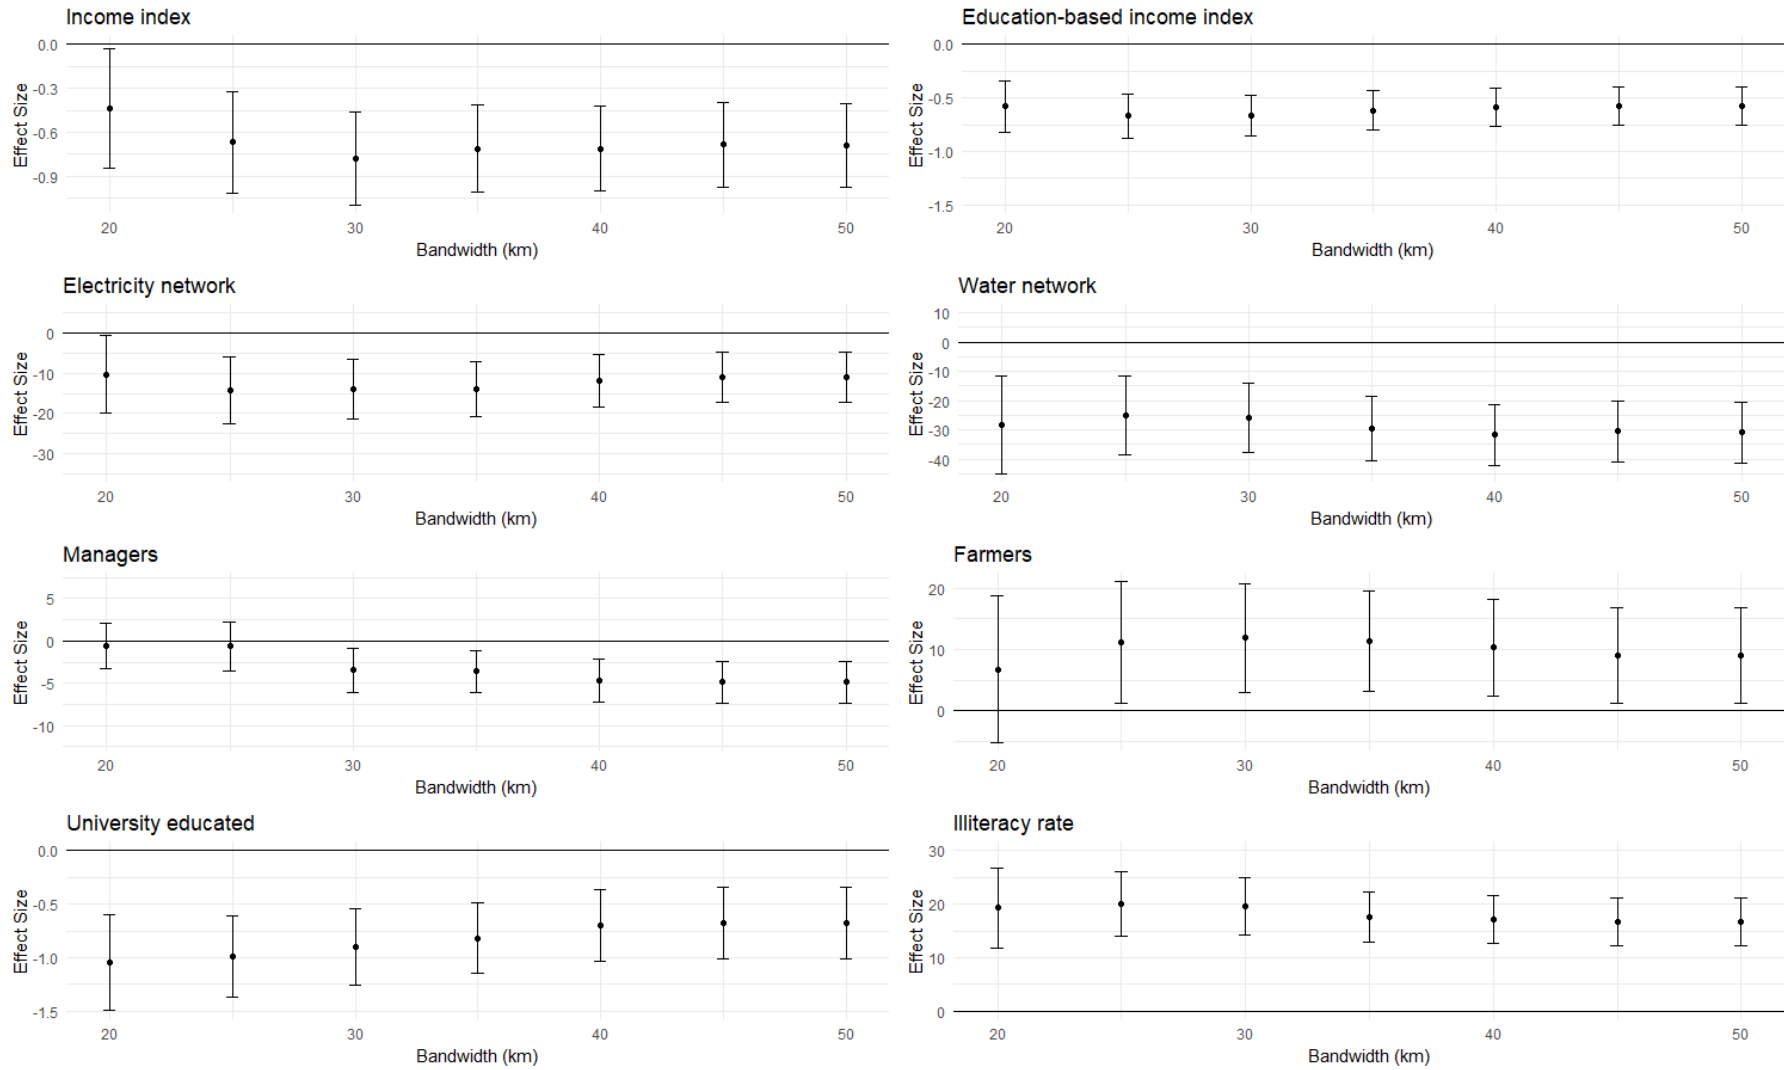 Income index
Effect Size
0.0
-0.3
-0.6
-0.9
20
30
40
50
Bandwidth (km)
Education-based income index
Effect Size
0.0
-0.5
-1.0
-1.5
20
30
40
50
Bandwidth (km)
Electricity network
Effect Size
0
-10
-20
-30
20
30
40
50
Bandwidth (km)
Water network
Effect Size
10
0
-10
-20
-30
-40
20
30
40
50
Bandwidth (km)
Managers
Effect Size
5
0
-5
-10
20
30
40
50
Bandwidth (km)
Farmers
Effect Size
20
10
0
20
30
40
50
Bandwidth (km)
University educated
Effect Size
0.0
-0.5
-1.0
-1.5
20
30
40
50
Bandwidth (km)
Illiteracy rate
Effect Size
30
20
10
0
20
30
40
50
Bandwidth (km)